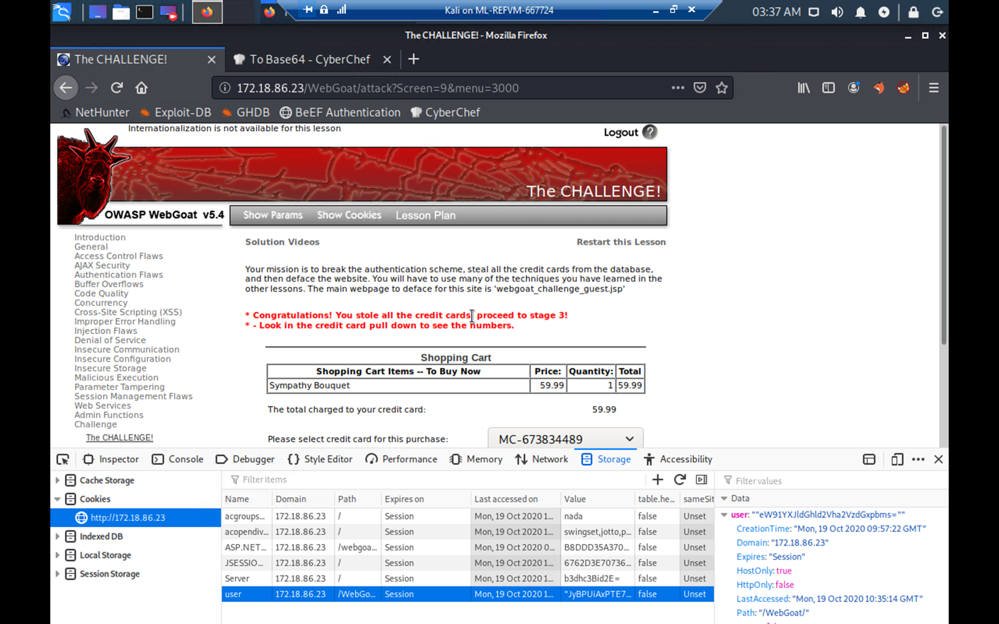 Kali on ML-REFVM-667724
03:37 AM
The CHALLENGE! - Mozilla Firefox
The CHALLENGE!
To Base64 - CyberChef
172.18.86.23/WebGoat/attack?Screen=9&menu=3000
NetHunter Exploit-DB GHDB BeEF Authentication CyberChef
Internationalization is not available for this lesson
Logout ?
The CHALLENGE!
OWASP WebGoat v5.4
Show Params Show Cookies Lesson Plan
Introduction
General
Access Control Flaws
AJAX Security
Authentication Flaws
Buffer Overflows
Code Quality
Concurrency
Cross-Site Scripting (XSS)
Improper Error Handling
Injection Flaws
Denial of Service
Insecure Communication
Insecure Configuration
Insecure Storage
Malicious Execution
Parameter Tampering
Session Management Flaws
Web Services
Admin Functions
Challenge
The CHALLENGE!
Solution Videos Restart this Lesson
Your mission is to break the authentication scheme, steal all the credit cards from the database,
and then deface the website. You will have to use many of the techniques you have learned in the
other lessons. The main webpage to deface for this site is 'webgoat_challenge_guest.jsp'
* Congratulations! You stole all the credit cards, proceed to stage 3!
* - Look in the credit card pull down to see the numbers.
Shopping Cart
Shopping Cart Items -- To Buy Now Price: Quantity: Total
Sympathy Bouquet 59.99 1 59.99
The total charged to your credit card: 59.99
Please select credit card for this purchase: MC-673834489
Inspector Console Debugger Style Editor Performance Memory Network Storage Accessibility
Cache Storage
Cookies
http://172.18.86.23
Indexed DB
Local Storage
Session Storage
Filter items
Name Domain Path Expires on Last accessed on Value table.he... sameSit
acgroups... 172.18.86.23 / Session Mon, 19 Oct 2020 1... nada false Unset
acopendiv... 172.18.86.23 / Session Mon, 19 Oct 2020 1... swingset,jotto,p... false Unset
ASP.NET... 172.18.86.23 /webgoa... Session Mon, 19 Oct 2020 0... B8DDD35A370... false Unset
JSESSIO... 172.18.86.23 / Session Mon, 19 Oct 2020 1... 6762D3E70736... false Unset
Server 172.18.86.23 / Session Mon, 19 Oct 2020 1... b3dhc3Bid2E= false Unset
user 172.18.86.23 /WebGo... Session Mon, 19 Oct 2020 1... "JyBPUiAxPTE7... false Unset
Filter values
Data
user: ""eW91YXJldGhld2Vha2VzdGxpbms=""
CreationTime: "Mon, 19 Oct 2020 09:57:22 GMT"
Domain: "172.18.86.23"
Expires: "Session"
HostOnly: true
HttpOnly: false
LastAccessed: "Mon, 19 Oct 2020 10:35:14 GMT"
Path: "/WebGoat/"